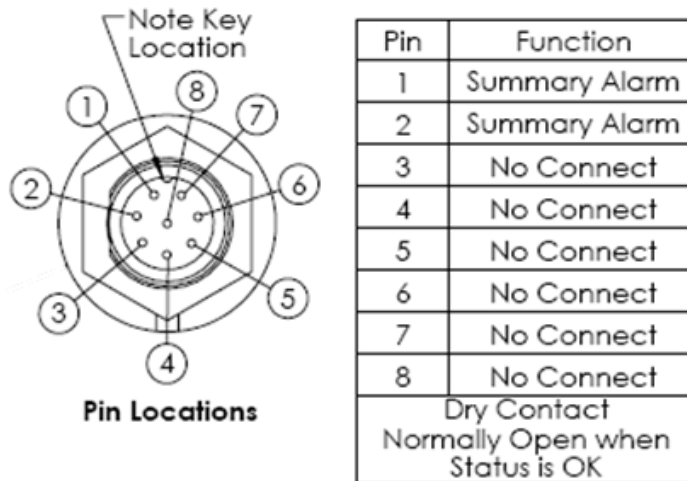 Note Key
Location
1
8
7
2
6
3
5
4
Pin Locations
Pin Function
1 Summary Alarm
2 Summary Alarm
3 No Connect
4 No Connect
5 No Connect
6 No Connect
7 No Connect
8 No Connect
Dry Contact
Normally Open when
Status is OK